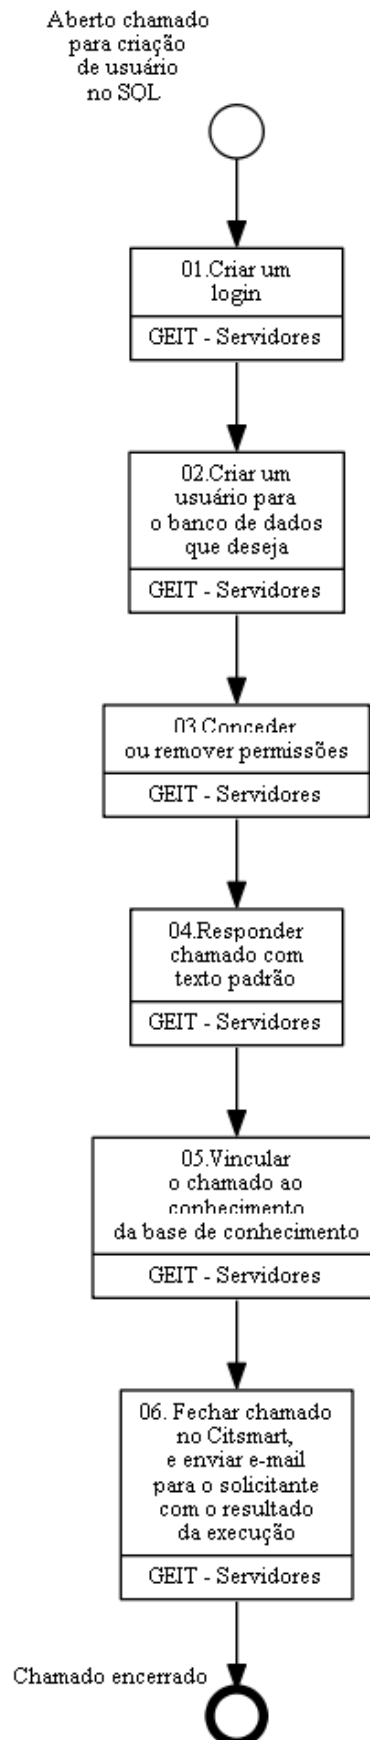 Aberto chamado
para criação
de usuário
no SQL
01.Criar um
login
GEIT - Servidores
02.Criar um
usuário para
o banco de dados
que deseja
GEIT - Servidores
03.Conceder
ou remover permissões
GEIT - Servidores
04.Responder
chamado com
texto padrão
GEIT - Servidores
05.Vincular
o chamado ao
conhecimento
da base de conhecimento
GEIT - Servidores
06. Fechar chamado
no Citsmart,
e enviar e-mail
para o solicitante
com o resultado
da execução
GEIT - Servidores
Chamado encerrado